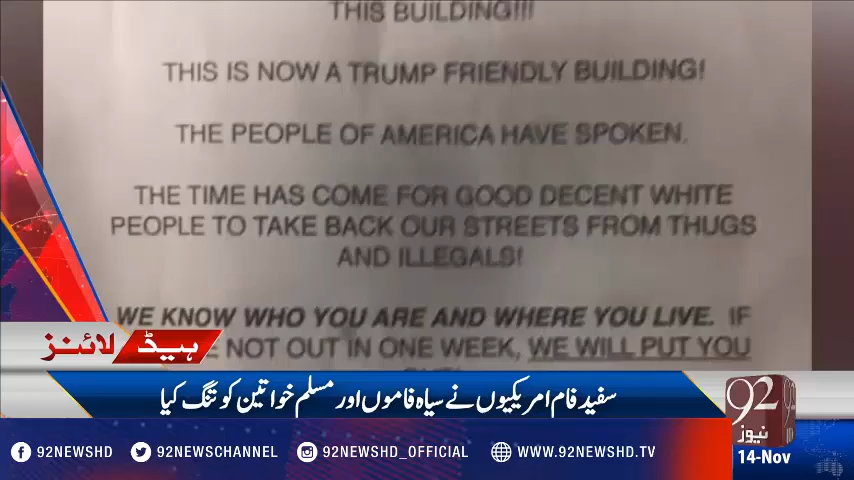 THIS BUILDING!!!
THIS IS NOW A TRUMP FRIENDLY BUILDING!
THE PEOPLE OF AMERICA HAVE SPOKEN.
THE TIME HAS COME FOR GOOD DECENT WHITE
PEOPLE TO TAKE BACK OUR STREETS FROM THUGS
AND ILLEGALS!
WE KNOW WHO YOU ARE AND WHERE YOU LIVE. IF
NOT OUT IN ONE WEEK, WE WILL PUT YOU
ہیڈ لائنز
سفید فام امریکیوں نے سیاہ فاموں اور مسلم خواتین کو تنگ کیا
92
نیوز
92NEWSHD 92NEWSCHANNEL 92NEWSHD_OFFICIAL WWW.92NEWSHD.TV
14-Nov